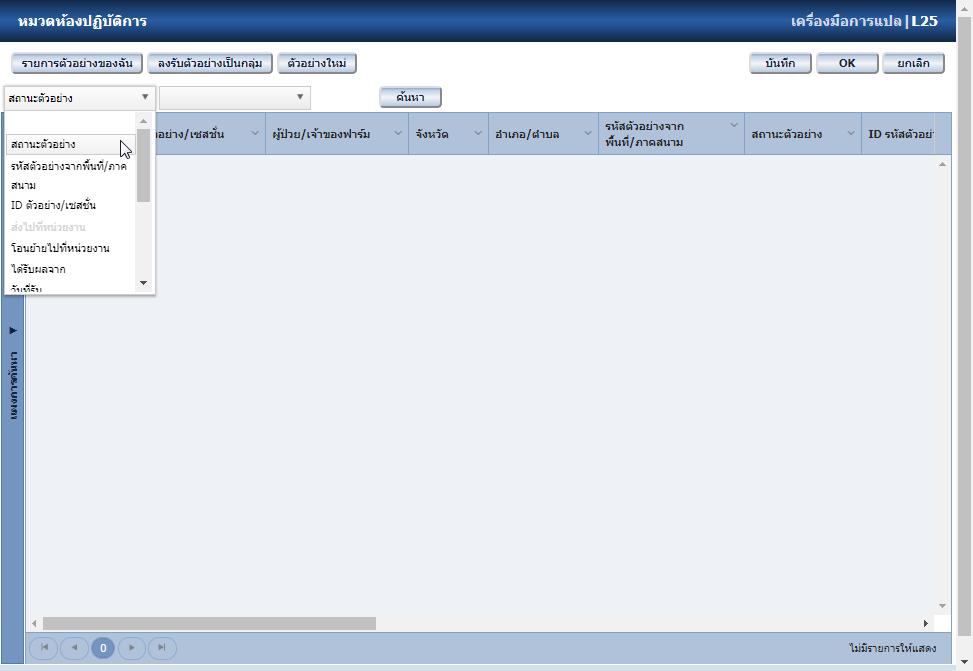 หมวดห้องปฏิบัติการ
เครื่องมือการแปล|L25
รายการตัวอย่างของฉัน
ลงรับตัวอย่างเป็นกลุ่ม
ตัวอย่างใหม่
บันทึก
OK
ยกเลิก
สถานะตัวอย่าง
ค้นหา
อย่าง/เซสชั่น
ผู้ป่วย/เจ้าของฟาร์ม
จังหวัด
อำเภอ/ตำบล
รหัสตัวอย่างจาก
พื้นที่/ภาคสนาม
สถานะตัวอย่าง
ID รหัสตัวอย่
สถานะตัวอย่าง
รหัสตัวอย่างจากพื้นที่/ภาค
สนาม
ID ตัวอย่าง/เซสชั่น
ส่งไปที่หน่วยงาน
โอนย้ายไปที่หน่วยงาน
ได้รับผลจาก
วันที่รับ
แผงการค้นหา
0
ไม่มีรายการให้แสดง